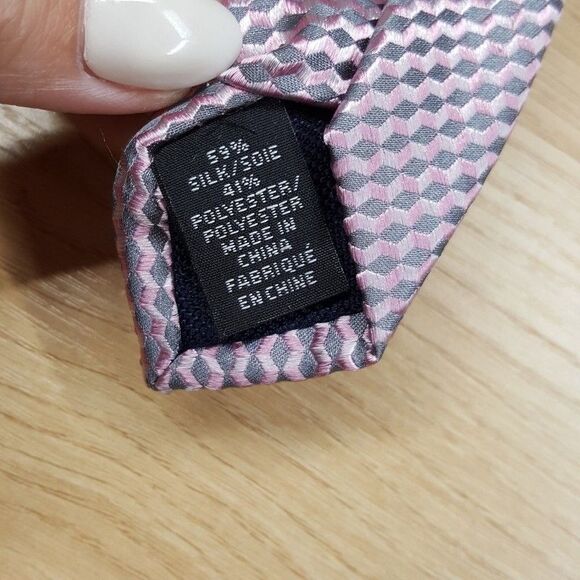 59%
SILK/SOIE
41%
POLYESTER/
POLYESTER
MADE IN
CHINA
FABRIQUÉ
EN CHINE